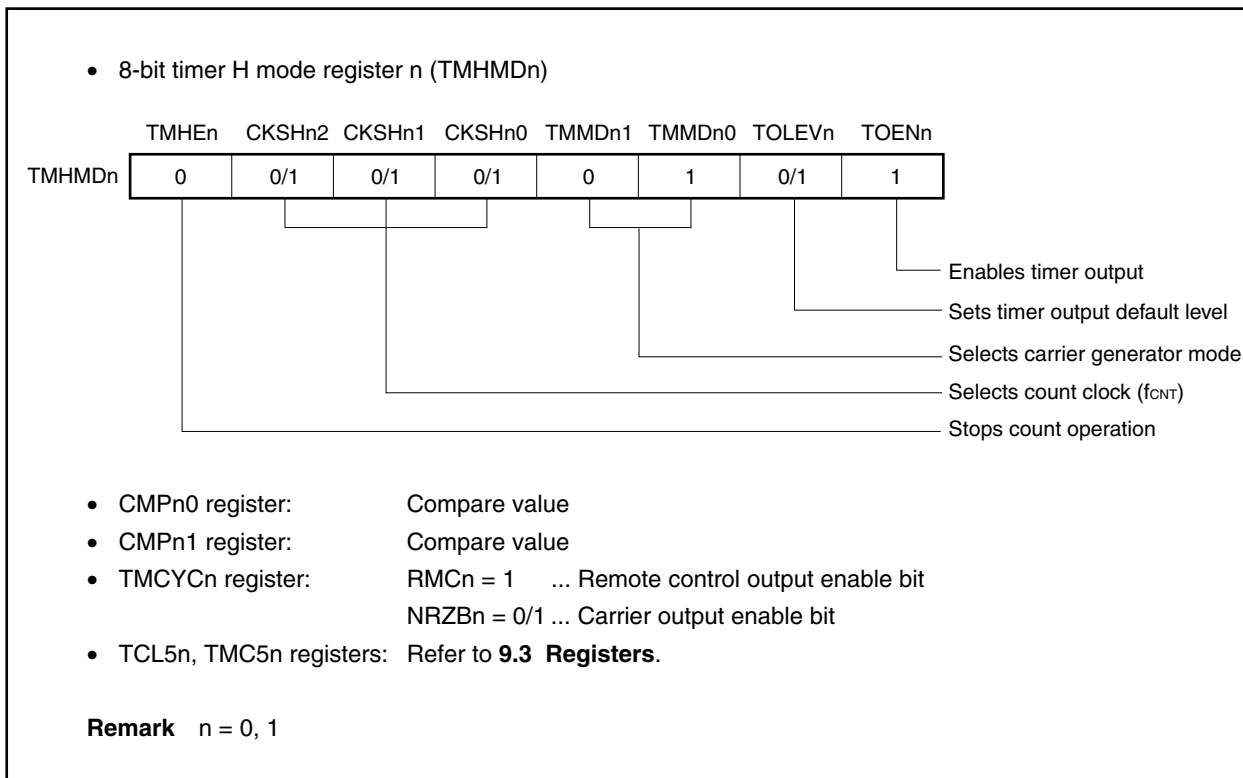 • 8-bit timer H mode register n (TMHMDn)
TMHEn CKSHn2 CKSHn1 CKSHn0 TMMDn1 TMMDn0 TOLEVn TOENn
TMHMDn 0 0/1 0/1 0/1 0 1 0/1 1
Enables timer output
Sets timer output default level
Selects carrier generator mode
Selects count clock (fCNT)
Stops count operation
• CMPn0 register: Compare value
• CMPn1 register: Compare value
• TMCYCn register: RMCn = 1 ... Remote control output enable bit
NRZBn = 0/1 ... Carrier output enable bit
• TCL5n, TMC5n registers: Refer to 9.3 Registers.
Remark n = 0, 1